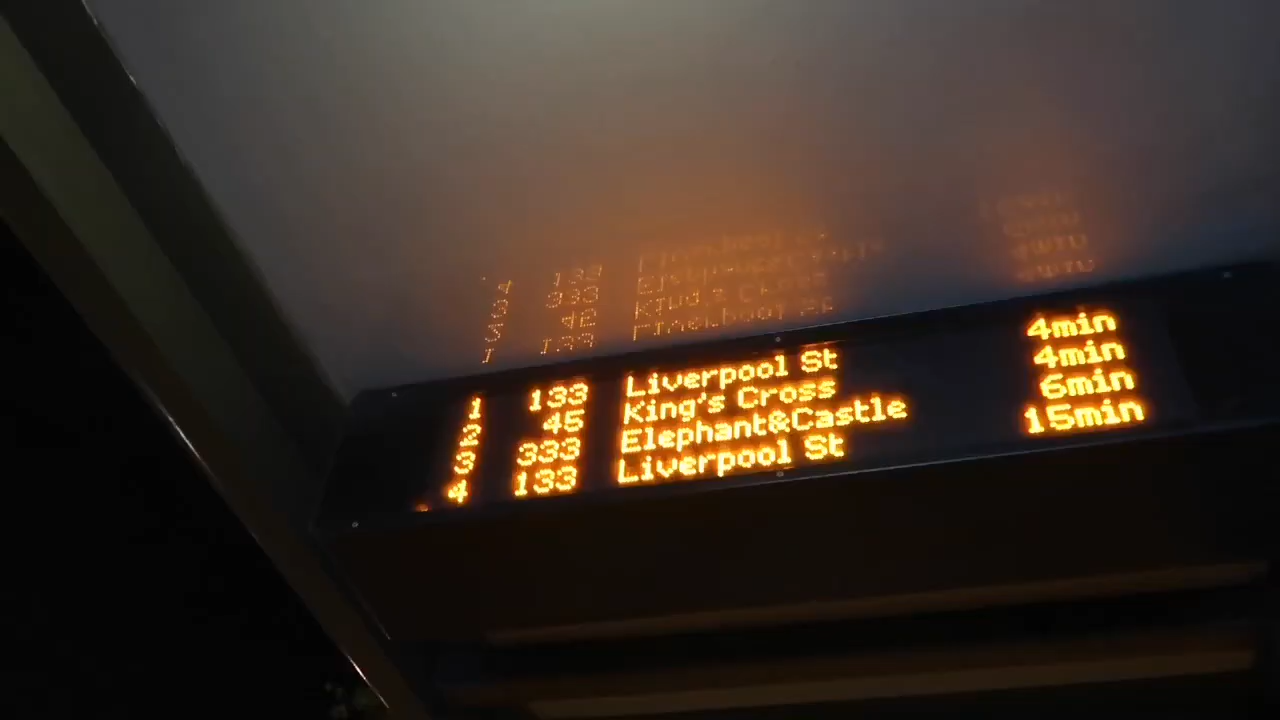 1 133 Liverpool St 4min
2 45 King's Cross 4min
3 333 Elephant&Castle 6min
4 133 Liverpool St 15min